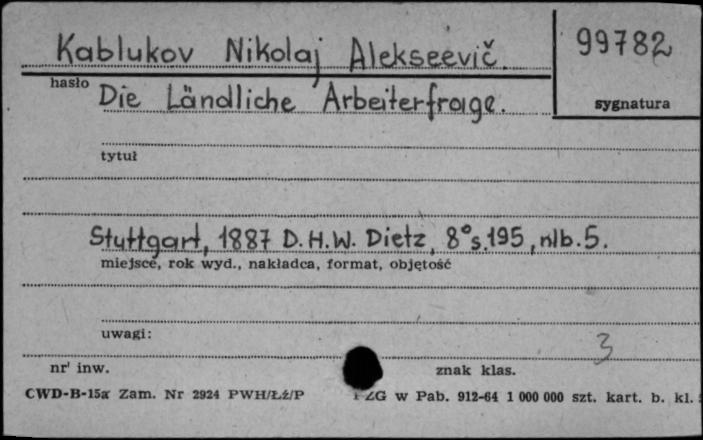 Kablukov Nikolaj Alekseevič.
99782
hasło
sygnatura
Die Ländliche Arbeiterfrage.
tytuł
Stuttgart, 1887 D.H.W. Dietz, 8° s.195, nlb.5.
miejsce, rok wyd., nakładca, format, objętość
uwagi:
3
nr inw.
znak klas.
CWD-B-15a Zam. Nr 2924 PWH/Łż/P
ZG w Pab. 912-64 1 000 000 szt. kart. b. kl.